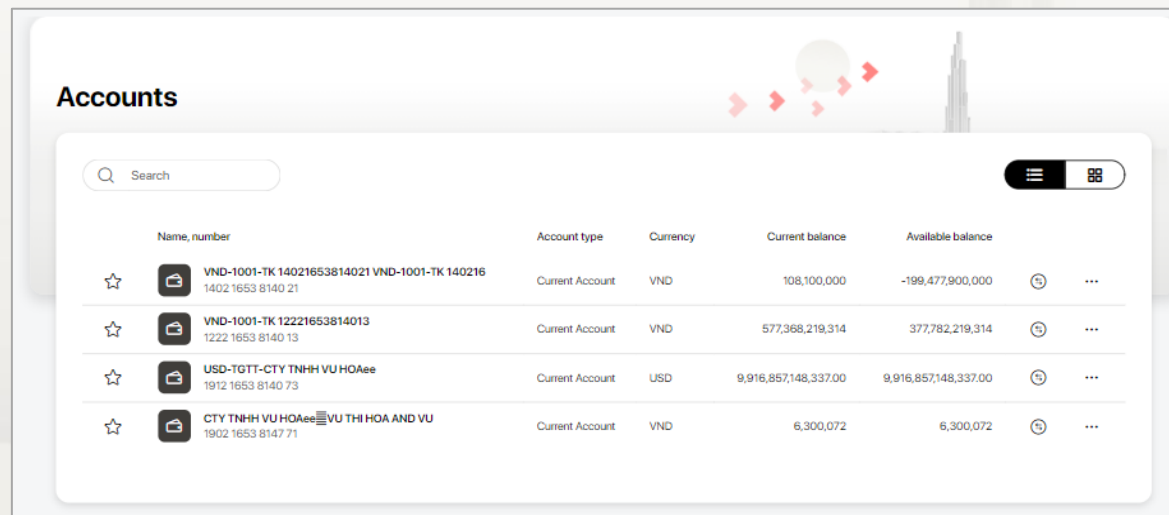 Accounts
Search
Name, number Account type Currency Current balance Available balance
VND-1001-TK 14021653814021 VND-1001-TK 140216
1402 1653 8140 21 Current Account VND 108,100,000 -199,477,900,000
VND-1001-TK 12221653814013
1222 1653 8140 13 Current Account VND 577,368,219,314 377,782,219,314
USD-TGTT-CTY TNHH VU HOAee
1912 1653 8140 73 Current Account USD 9,916,857,148,337.00 9,916,857,148,337.00
CTY TNHH VU HOAee▒VU THI HOA AND VU
1902 1653 8147 71 Current Account VND 6,300,072 6,300,072